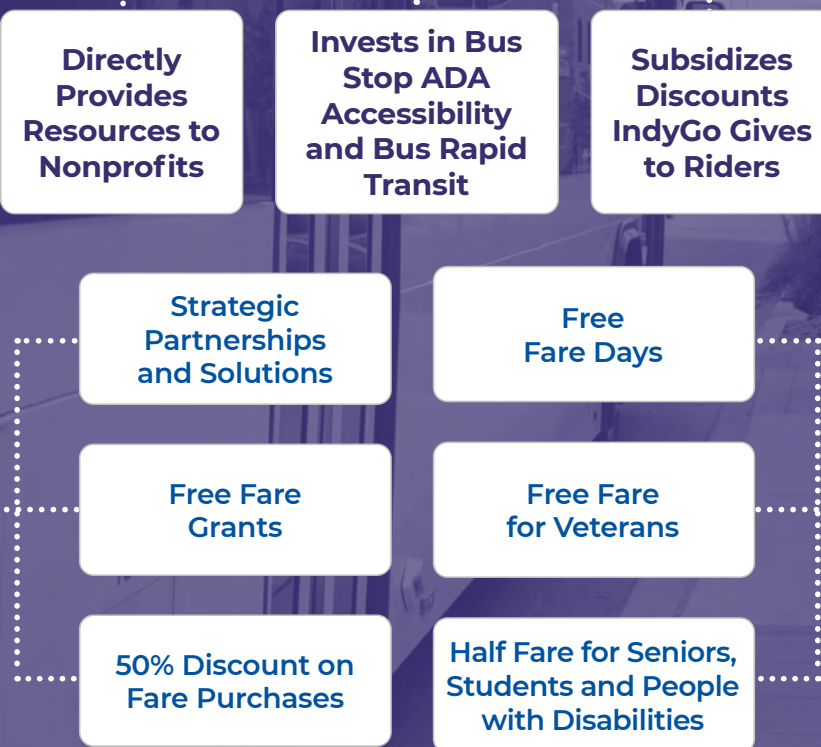 Directly
Provides
Resources to
Nonprofits
Invests in Bus
Stop ADA
Accessibility
and Bus Rapid
Transit
Subsidizes
Discounts
IndyGo Gives
to Riders
Strategic
Partnerships
and Solutions
Free
Fare Days
Free Fare
Grants
Free Fare
for Veterans
50% Discount on
Fare Purchases
Half Fare for Seniors,
Students and People
with Disabilities